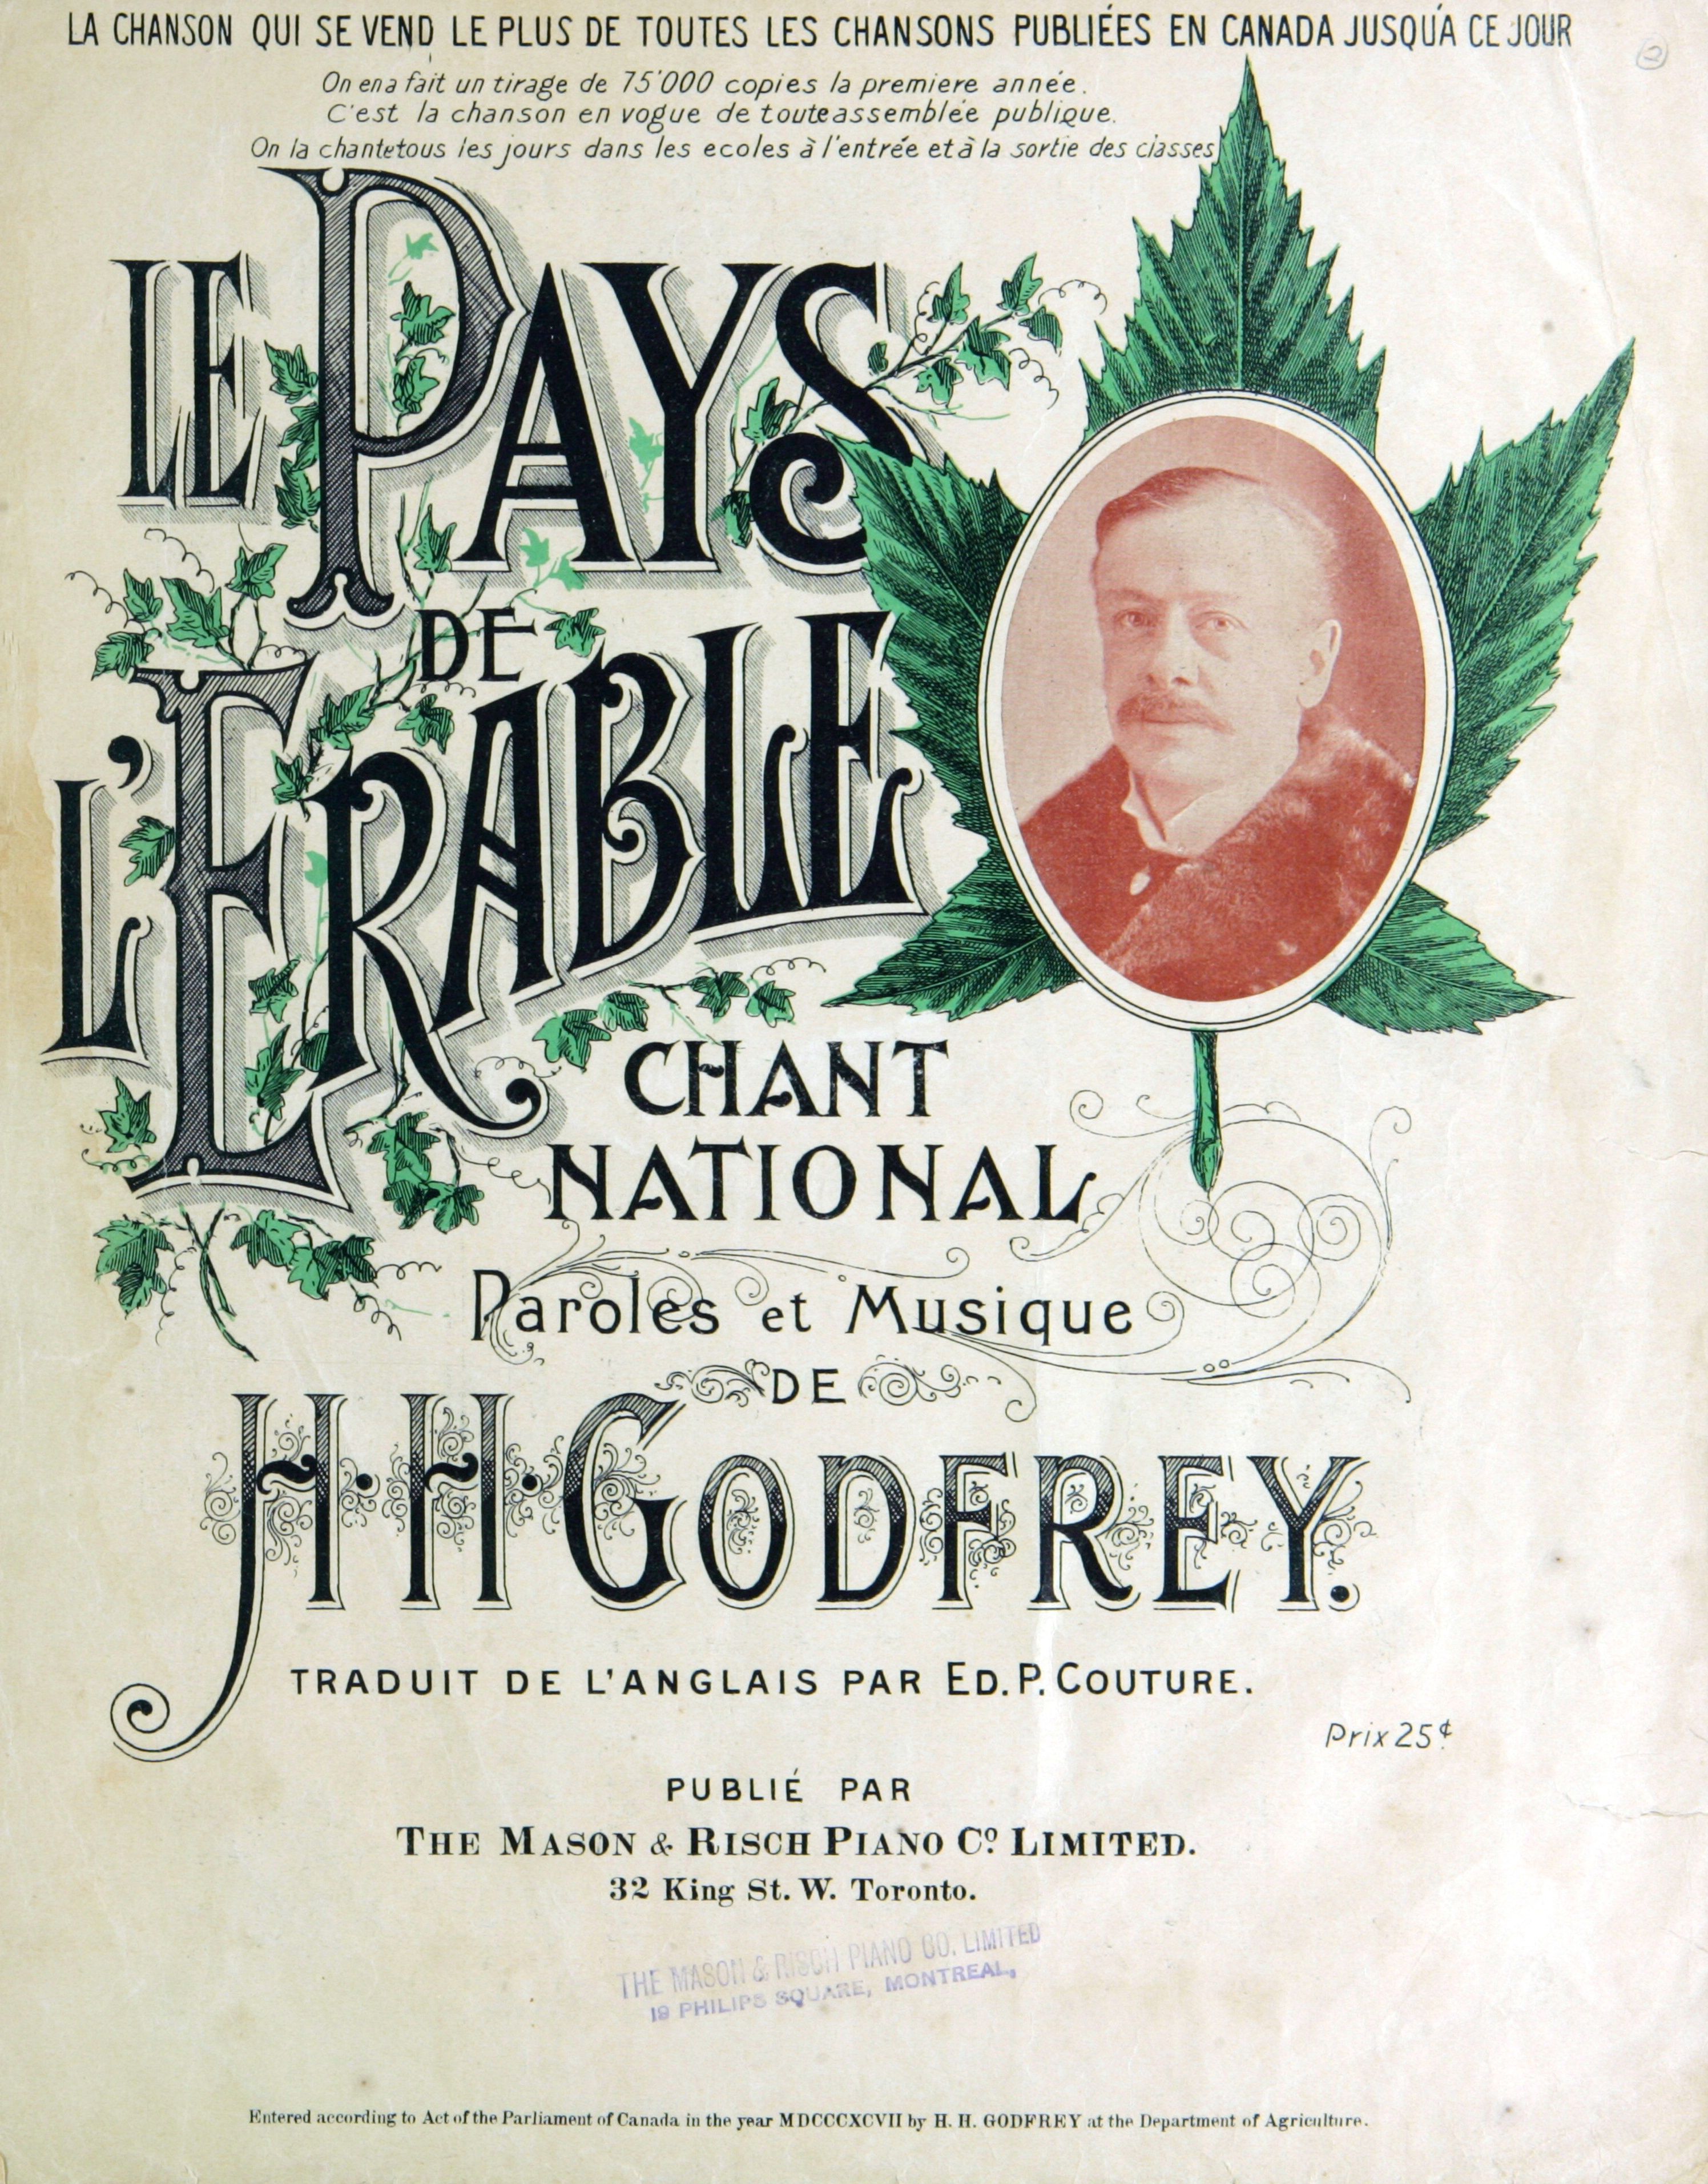 LA CHANSON QUI SE VEND LE PLUS DE TOUTES LES CHANSONS PUBLIÉES EN CANADA JUSQU'A CE JOUR
On en a fait un tirage de 75'000 copies la premiere année.
C'est la chanson en vogue de toute assemblée publique.
On la chante tous les jours dans les ecoles à l'entrée et à la sortie des classes
LE PAYS
DE
L'ERABLE
CHANT
NATIONAL
Paroles et Musique
DE
H.H. GODFREY.
TRADUIT DE L'ANGLAIS PAR ED. P. COUTURE.
Prix 25¢
PUBLIÉ PAR
THE MASON & RISCH PIANO Cº LIMITED.
32 King St. W. Toronto.
THE MASON & RISCH PIANO CO. LIMITED
19 PHILIPS SQUARE, MONTREAL.
Entered according to Act of the Parliament of Canada in the year MDCCCXCVII by H. H. GODFREY at the Department of Agriculture.